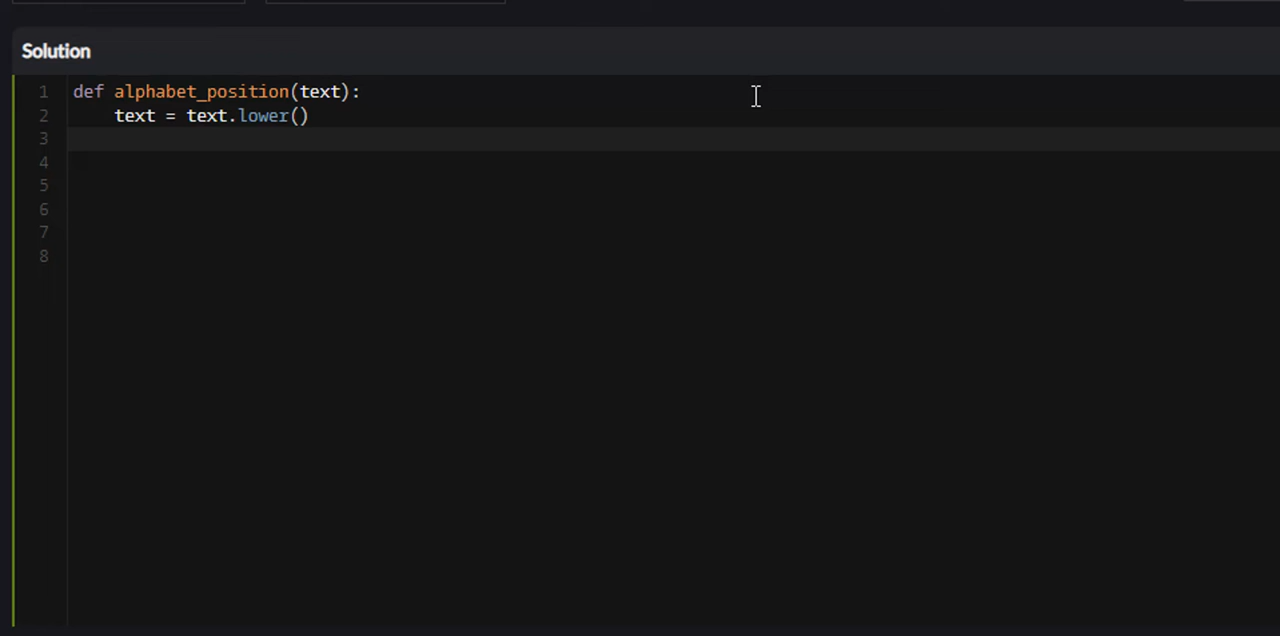 Solution
1 def alphabet_position(text):
2     text = text.lower()
3
4
5
6
7
8